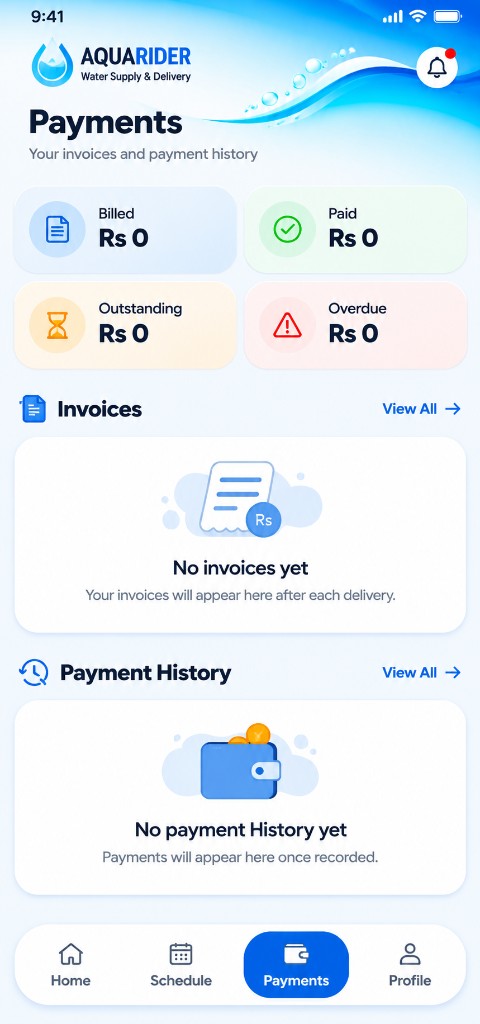 9:41
AQUARIDER
Water Supply & Delivery
Payments
Your invoices and payment history
Billed
Rs 0
Paid
Rs 0
Outstanding
Rs 0
Overdue
Rs 0
Invoices
View All →
Rs
No invoices yet
Your invoices will appear here after each delivery.
Payment History
View All →
No payment History yet
Payments will appear here once recorded.
Home
Schedule
Payments
Profile